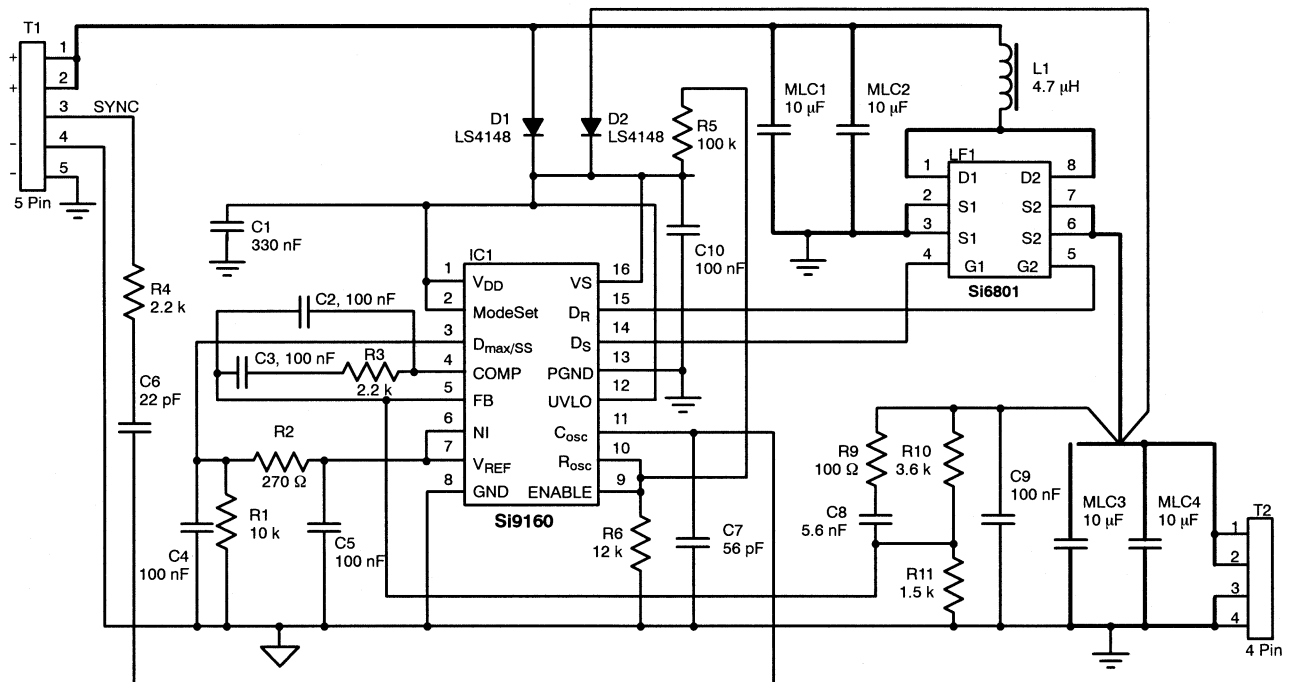 T1
+
+
-
-
1
2
3
4
5
SYNC
5 Pin
D1
LS4148
D2
LS4148
R5
100 k
MLC1
10 µF
MLC2
10 µF
L1
4.7 µH
LF1
1
2
3
4
D1
S1
S1
G1
D2
S2
S2
G2
8
7
6
5
Si6801
C1
330 nF
C10
100 nF
R4
2.2 k
C6
22 pF
C2, 100 nF
C3, 100 nF
R3
2.2 k
IC1
1
2
3
4
5
6
7
8
VDD
ModeSet
Dmax/SS
COMP
FB
NI
VREF
GND
VS
DR
DS
PGND
UVLO
Cosc
Rosc
ENABLE
16
15
14
13
12
11
10
9
Si9160
R2
270 Ω
R1
10 k
C4
100 nF
C5
100 nF
R6
12 k
C7
56 pF
R9
100 Ω
R10
3.6 k
C8
5.6 nF
R11
1.5 k
C9
100 nF
MLC3
10 µF
MLC4
10 µF
T2
1
2
3
4
4 Pin